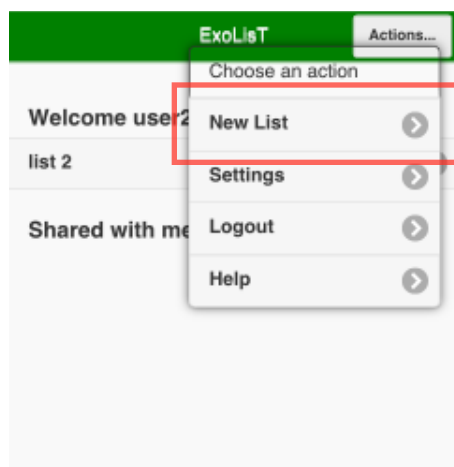 ExoLisT
Actions...
Choose an action
Welcome user2
New List
list 2
Settings
Shared with me
Logout
Help